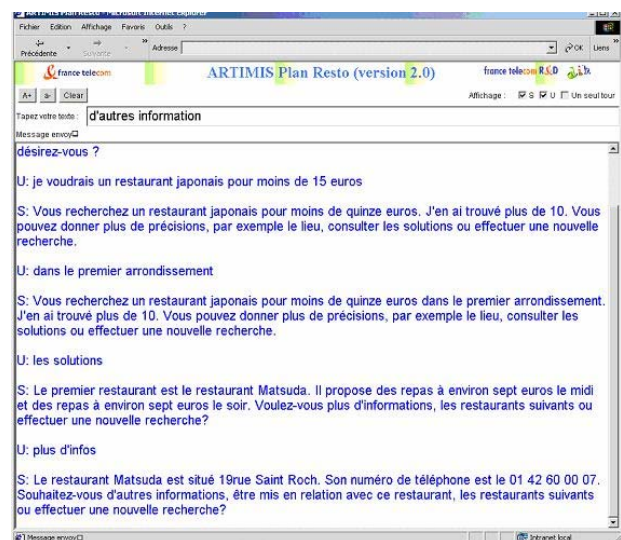 ARTIMIS Plan Resto - Microsoft Internet Explorer
Fichier Edition Affichage Favoris Outils ?
Précédente Suivante » Adresse OK Liens »
france telecom ARTIMIS Plan Resto (version 2.0) france telecom R&D
A+ a- Clear Affichage : S U Un seul tour
Tapez votre texte : d'autres information
Message envoy
désirez-vous ?
U: je voudrais un restaurant japonais pour moins de 15 euros
S: Vous recherchez un restaurant japonais pour moins de quinze euros. J'en ai trouvé plus de 10. Vous
pouvez donner plus de précisions, par exemple le lieu, consulter les solutions ou effectuer une nouvelle
recherche.
U: dans le premier arrondissement
S: Vous recherchez un restaurant japonais pour moins de quinze euros dans le premier arrondissement.
J'en ai trouvé plus de 10. Vous pouvez donner plus de précisions, par exemple le lieu, consulter les
solutions ou effectuer une nouvelle recherche.
U: les solutions
S: Le premier restaurant est le restaurant Matsuda. Il propose des repas à environ sept euros le midi
et des repas à environ sept euros le soir. Voulez-vous plus d'informations, les restaurants suivants ou
effectuer une nouvelle recherche?
U: plus d'infos
S: Le restaurant Matsuda est situé 19rue Saint Roch. Son numéro de téléphone est le 01 42 60 00 07.
Souhaitez-vous d'autres informations, être mis en relation avec ce restaurant, les restaurants suivants
ou effectuer une nouvelle recherche?
Message envoy Intranet local